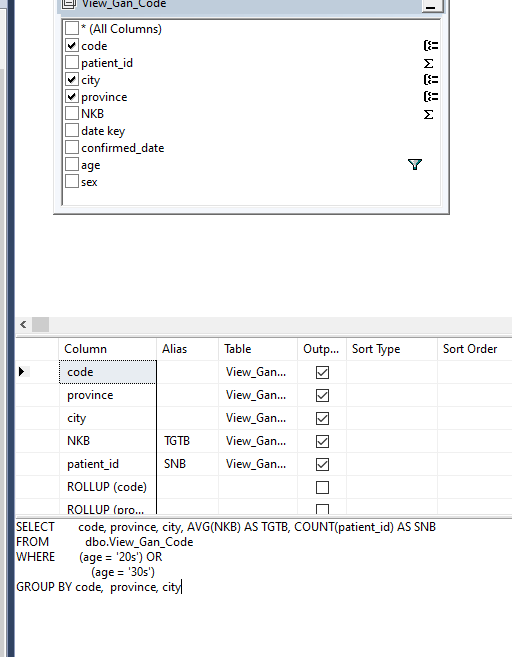 View_Gan_Code
* (All Columns)
code
patient_id
city
province
NKB
date key
confirmed_date
age
sex
Column Alias Table Outp... Sort Type Sort Order
code View_Gan...
province View_Gan...
city View_Gan...
NKB TGTB View_Gan...
patient_id SNB View_Gan...
ROLLUP (code)
ROLLUP (pro...
SELECT code, province, city, AVG(NKB) AS TGTB, COUNT(patient_id) AS SNB
FROM dbo.View_Gan_Code
WHERE (age = '20s') OR
(age = '30s')
GROUP BY code, province, city